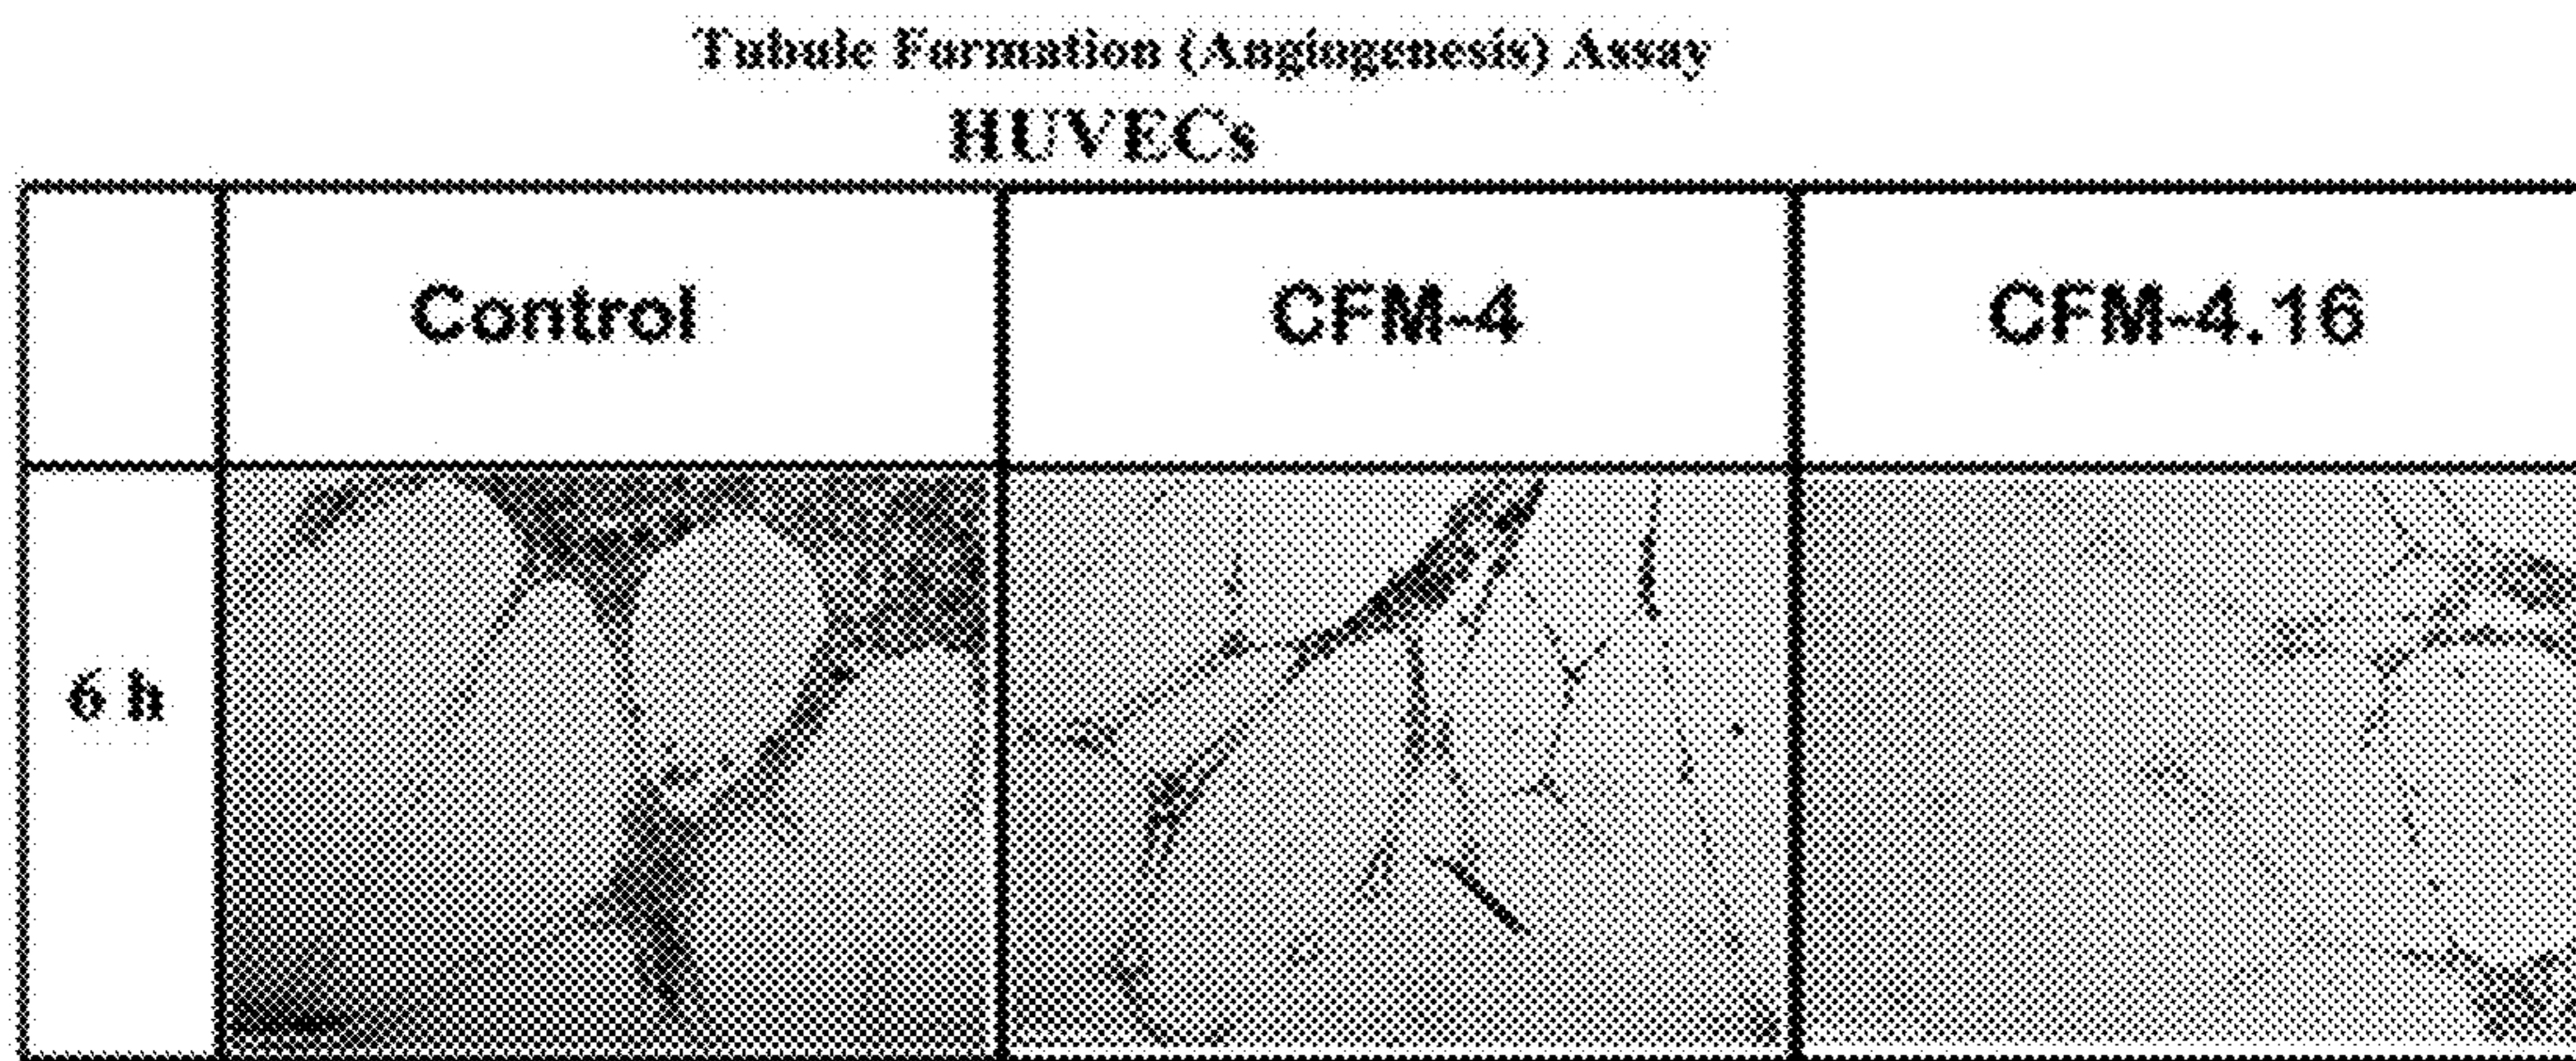 Tubule Formation (Angiogenesis) Assay
HUVECs
Control CFM-4 CFM-4.16
6 h